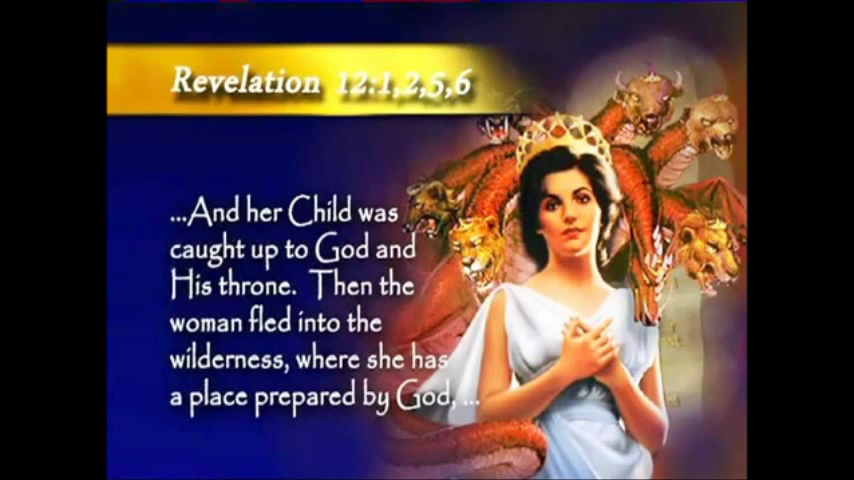 Revelation 12:1,2,5,6
...And her Child was
caught up to God and
His throne. Then the
woman fled into the
wilderness, where she has
a place prepared by God, ...